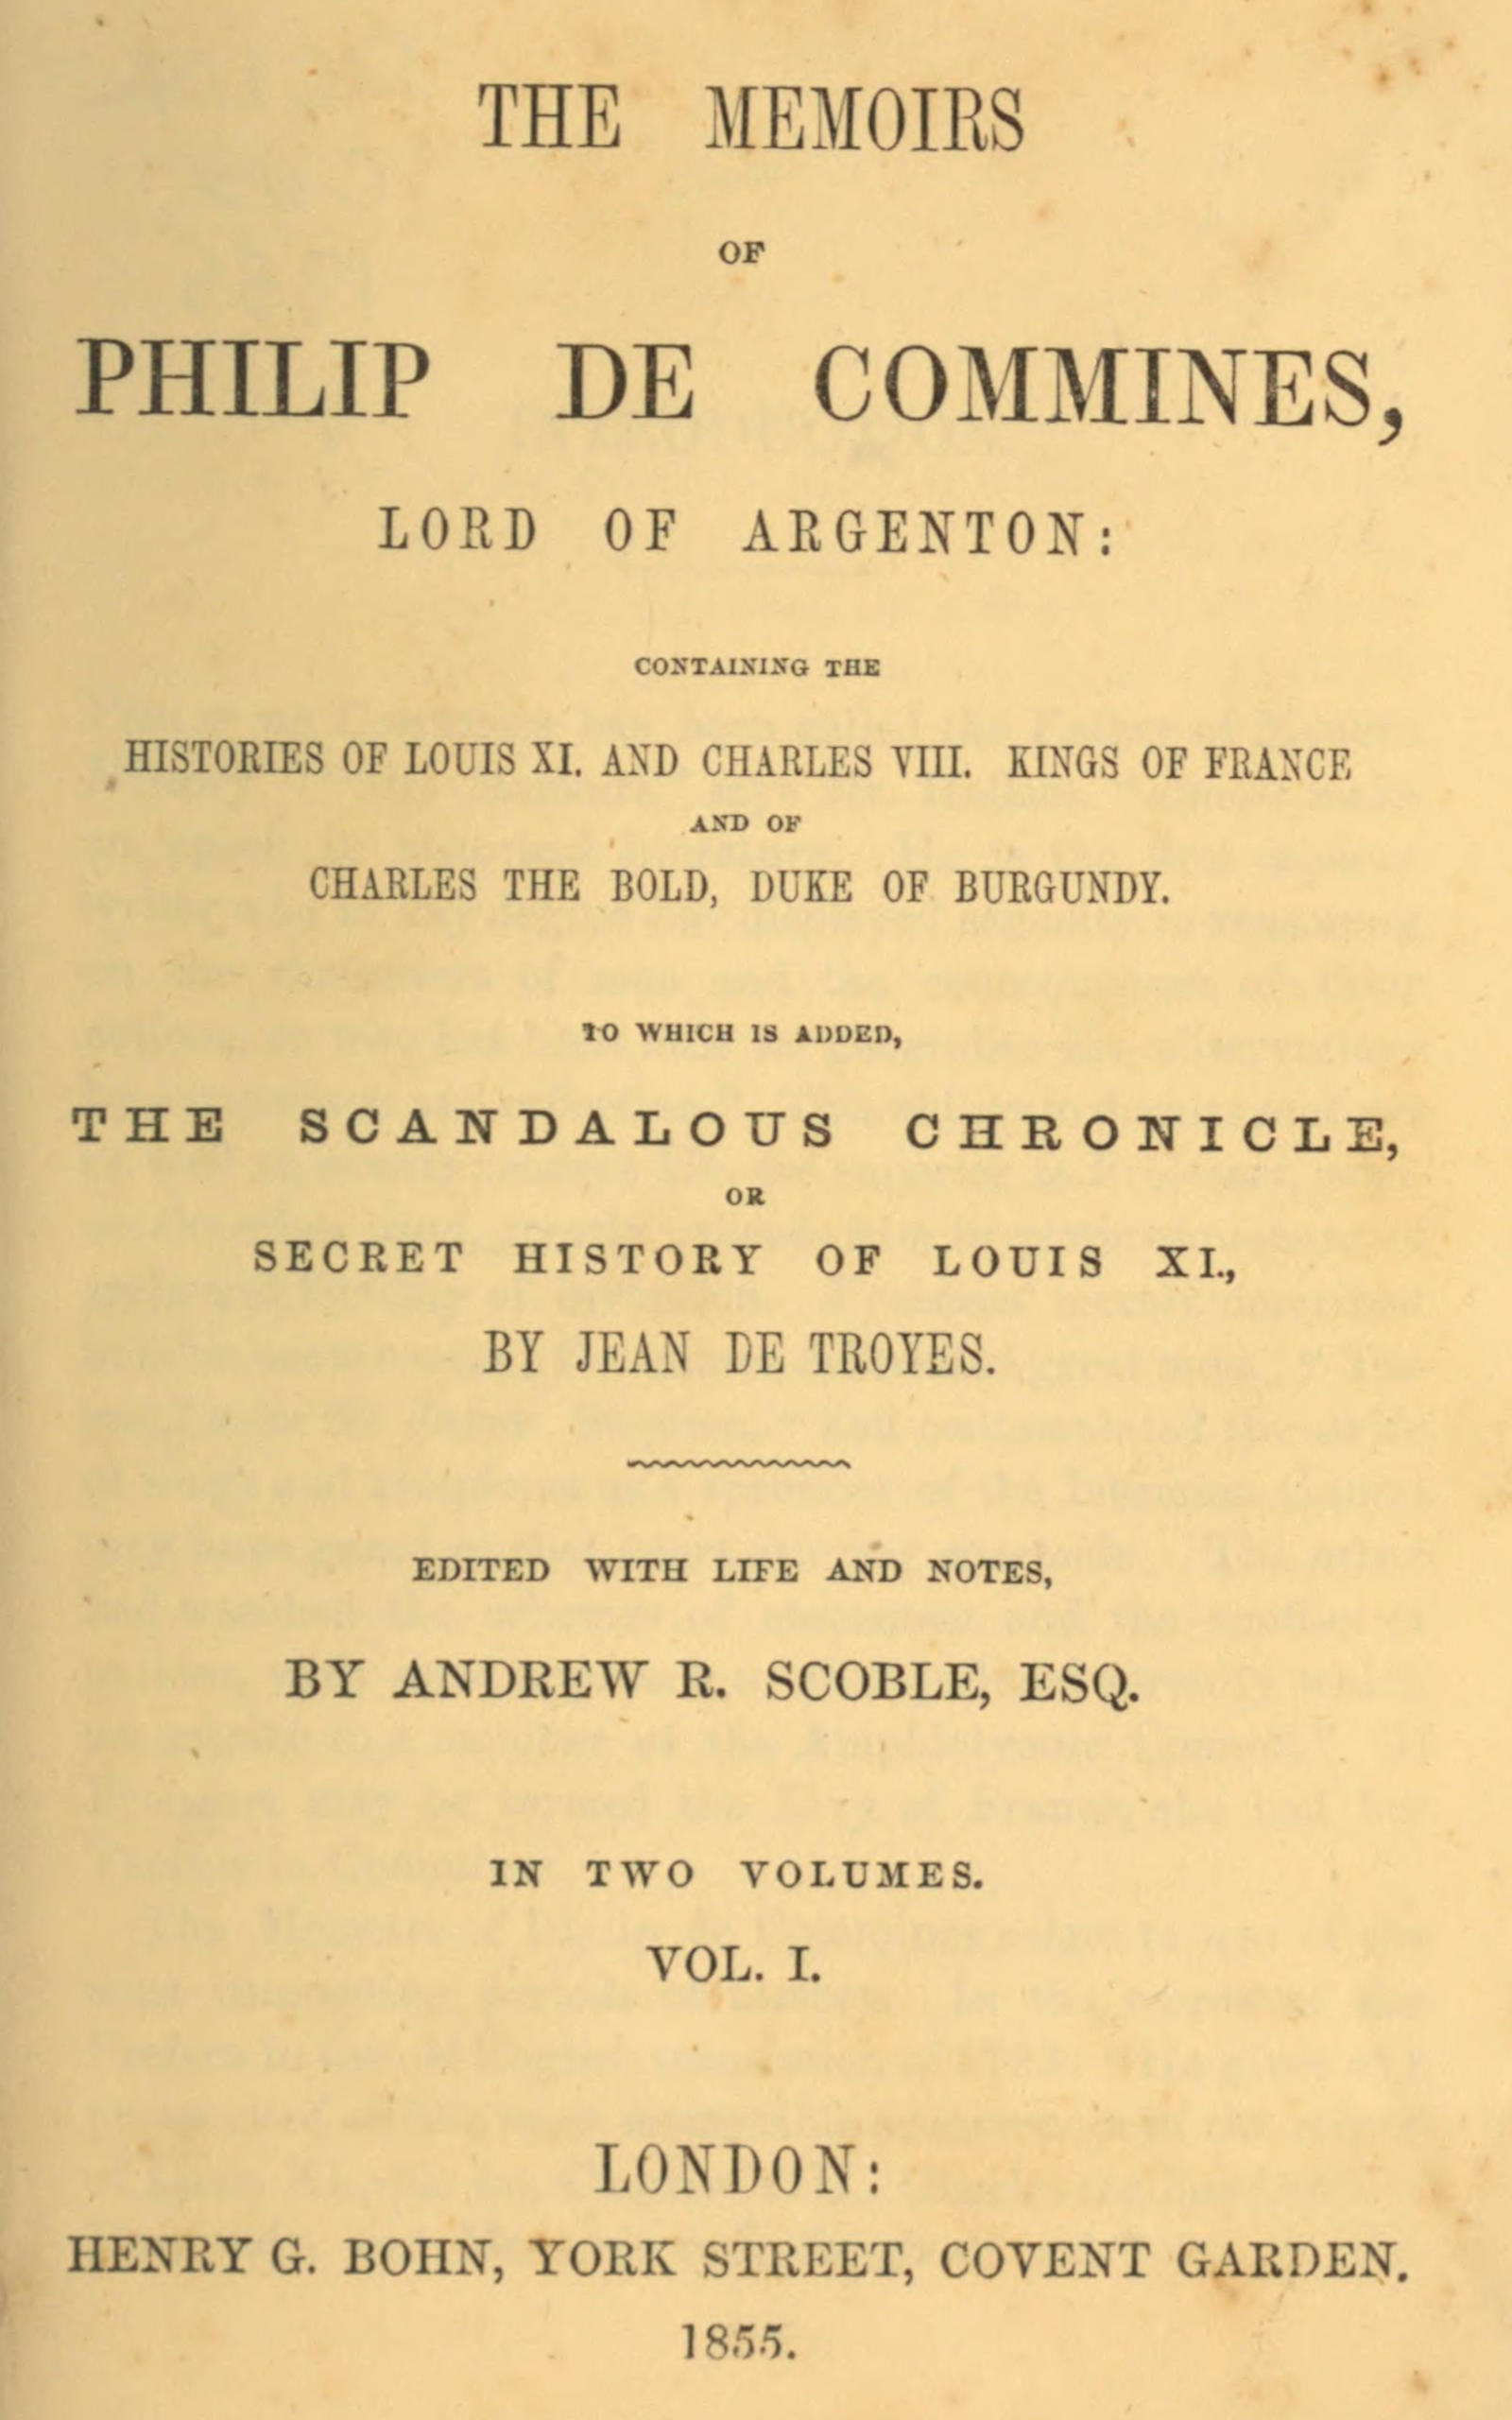 THE MEMOIRS
OF
PHILIP DE COMMINES,
LORD OF ARGENTON:
CONTAINING THE
HISTORIES OF LOUIS XI. AND CHARLES VIII. KINGS OF FRANCE
AND OF
CHARLES THE BOLD, DUKE OF BURGUNDY.
TO WHICH IS ADDED,
THE SCANDALOUS CHRONICLE,
OR
SECRET HISTORY OF LOUIS XI.,
BY JEAN DE TROYES.
EDITED WITH LIFE AND NOTES,
BY ANDREW R. SCOBLE, ESQ.
IN TWO VOLUMES.
VOL. I.
LONDON:
HENRY G. BOHN, YORK STREET, COVENT GARDEN.
1855.